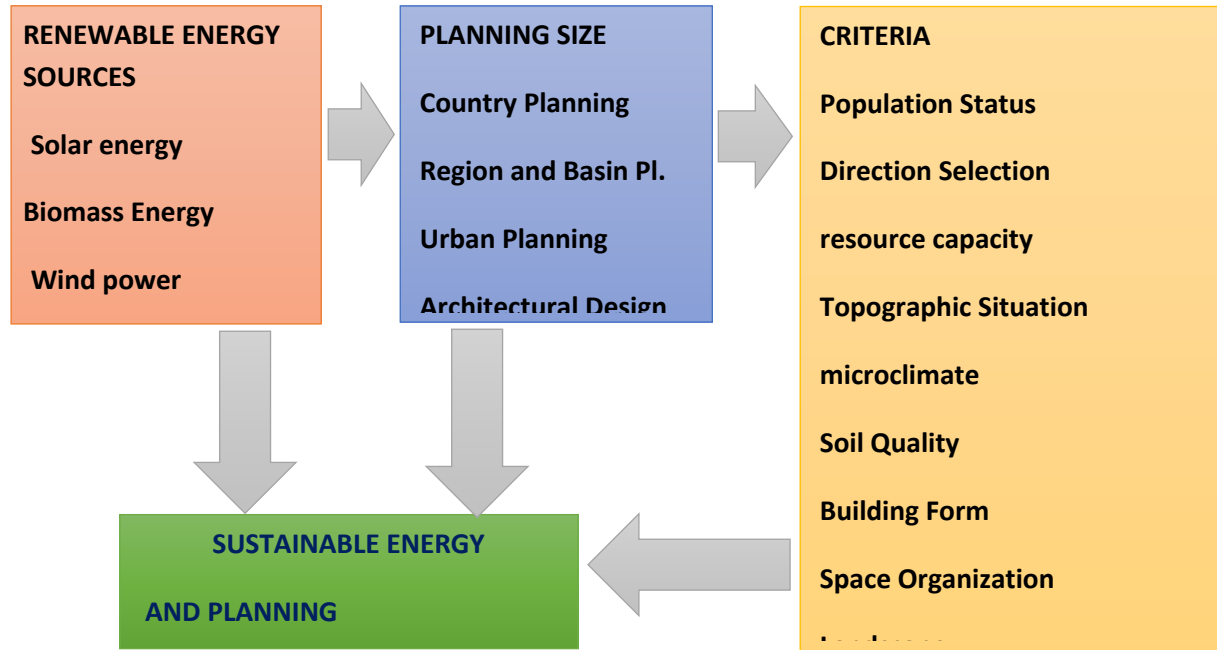 RENEWABLE ENERGY
SOURCES
Solar energy
Biomass Energy
Wind power
PLANNING SIZE
Country Planning
Region and Basin Pl.
Urban Planning
Architectural Design
CRITERIA
Population Status
Direction Selection
resource capacity
Topographic Situation
microclimate
Soil Quality
Building Form
Space Organization
SUSTAINABLE ENERGY
AND PLANNING